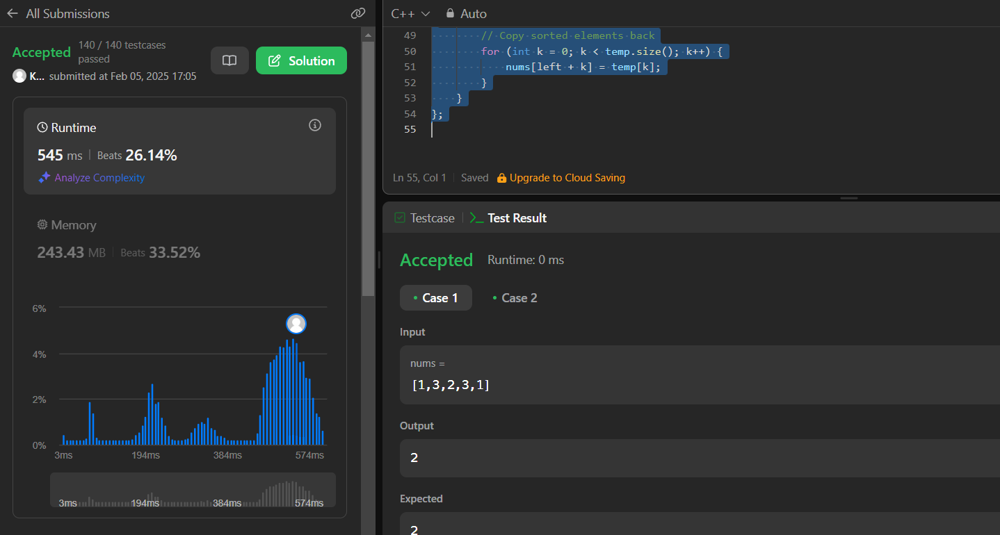 All Submissions
Accepted
140 / 140 testcases
passed
Solution
K... submitted at Feb 05, 2025 17:05
Runtime
545 ms | Beats 26.14%
Analyze Complexity
Memory
243.43 MB | Beats 33.52%
6%
4%
2%
0%
3ms 194ms 384ms 574ms
3ms 194ms 384ms 574ms
C++ Auto
49 // Copy sorted elements back
50 for (int k = 0; k < temp.size(); k++) {
51 nums[left + k] = temp[k];
52 }
53 }
54 };
55
Ln 55, Col 1 | Saved Upgrade to Cloud Saving
Testcase | >_ Test Result
Accepted Runtime: 0 ms
• Case 1 • Case 2
Input
nums =
[1,3,2,3,1]
Output
2
Expected
2